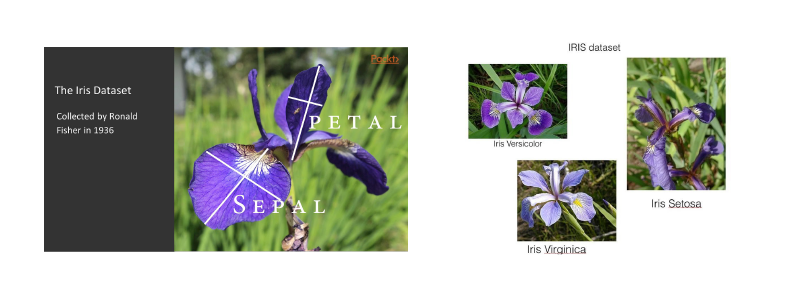 The Iris Dataset
Collected by Ronald
Fisher in 1936
Packt>
PETAL
SEPAL
IRIS dataset
Iris Versicolor
Iris Setosa
Iris Virginica